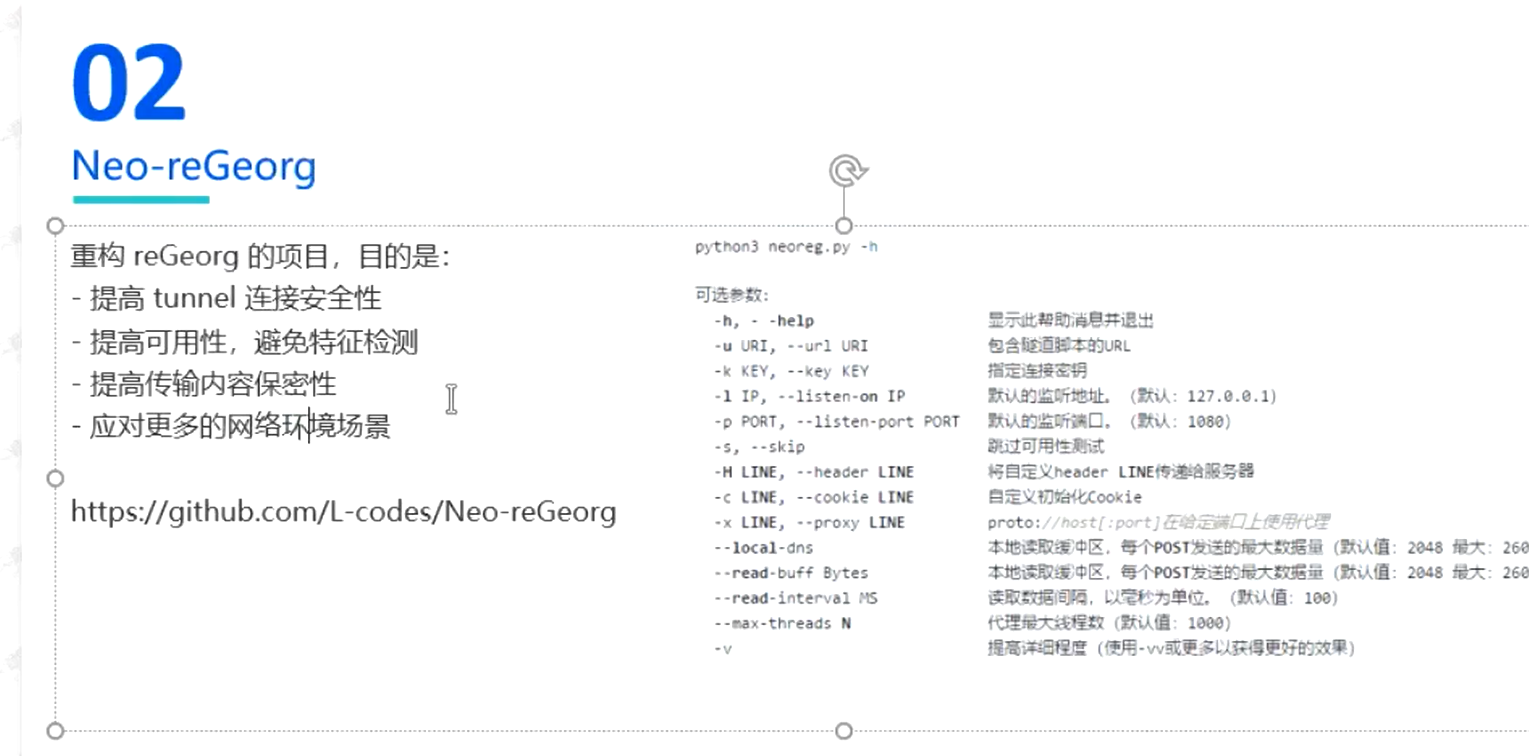 02
Neo-reGeorg
重构 reGeorg 的项目，目的是：
- 提高 tunnel 连接安全性
- 提高可用性，避免特征检测
- 提高传输内容保密性
- 应对更多的网络环境场景
https://github.com/L-codes/Neo-reGeorg
python3 neoreg.py -h
可选参数：
-h, - -help 显示此帮助消息并退出
-u URI, --url URI 包含隧道脚本的URL
-k KEY, --key KEY 指定连接密钥
-l IP, --listen-on IP 默认的监听地址。（默认：127.0.0.1）
-p PORT, --listen-port PORT 默认的监听端口。（默认：1080）
-s, --skip 跳过可用性测试
-H LINE, --header LINE 将自定义header LINE传递给服务器
-c LINE, --cookie LINE 自定义初始化Cookie
-x LINE, --proxy LINE proto://host[:port]在给定端口上使用代理
--local-dns 本地读取缓冲区，每个POST发送的最大数据量（默认值：2048 最大：260
--read-buff Bytes 本地读取缓冲区，每个POST发送的最大数据量（默认值：2048 最大：260
--read-interval MS 读取数据间隔，以毫秒为单位。（默认值：100）
--max-threads N 代理最大线程数（默认值：1000）
-v 提高详细程度（使用-vv或更多以获得更好的效果）